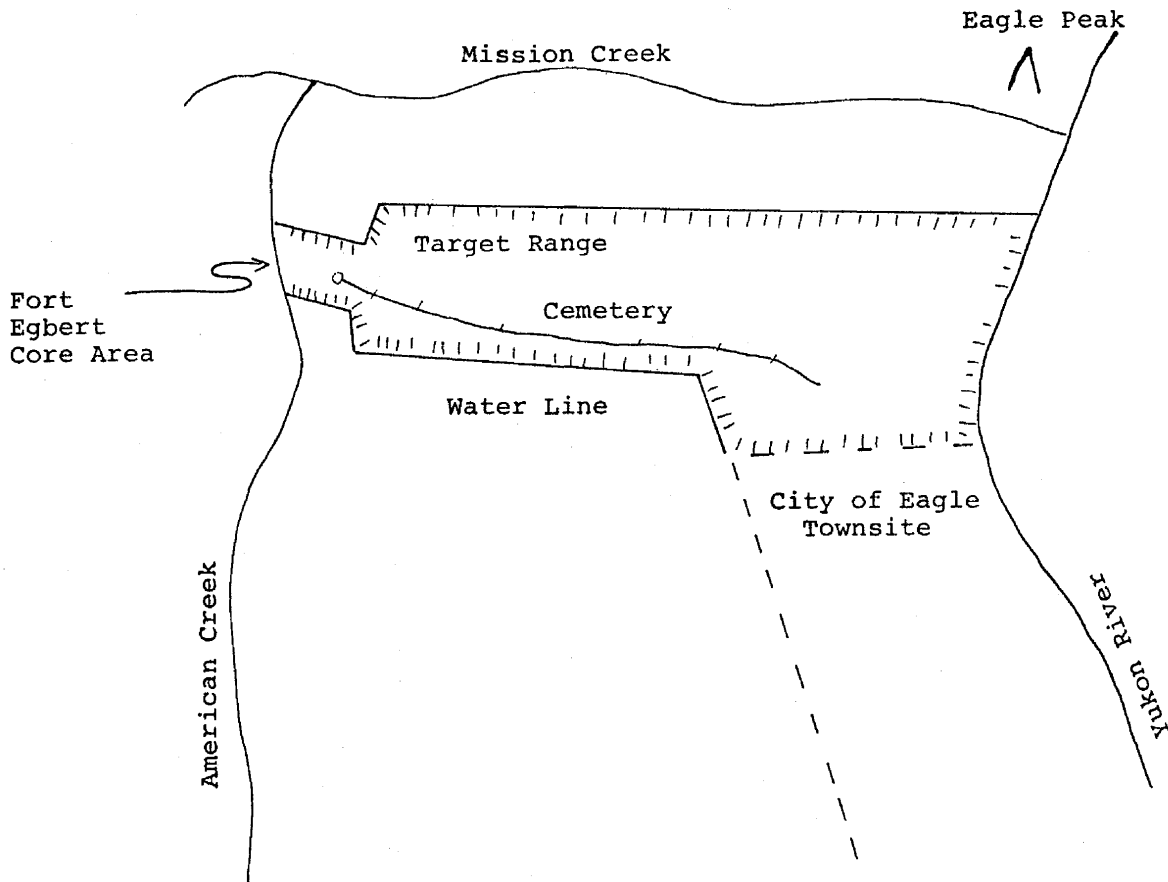 Eagle Peak
Mission Creek
Target Range
Fort
Egbert
Core Area
Cemetery
Water Line
City of Eagle
Townsite
American Creek
Yukon River